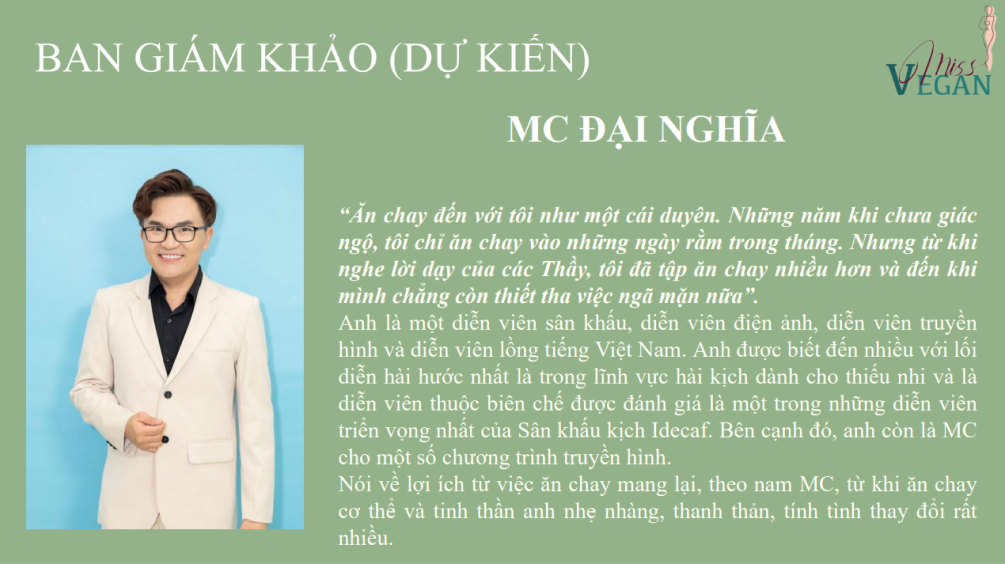 BAN GIÁM KHẢO (DỰ KIẾN)
Miss
VEGAN
MC ĐẠI NGHĨA
“Ăn chay đến với tôi như một cái duyên. Những năm khi chưa giác
ngộ, tôi chỉ ăn chay vào những ngày rằm trong tháng. Nhưng từ khi
nghe lời dạy của các Thầy, tôi đã tập ăn chay nhiều hơn và đến khi
mình chẳng còn thiết tha việc ngã mặn nữa”.
Anh là một diễn viên sân khấu, diễn viên điện ảnh, diễn viên truyền
hình và diễn viên lồng tiếng Việt Nam. Anh được biết đến nhiều với lối
diễn hài hước nhất là trong lĩnh vực hài kịch dành cho thiếu nhi và là
diễn viên thuộc biên chế được đánh giá là một trong những diễn viên
triển vọng nhất của Sân khấu kịch Idecaf. Bên cạnh đó, anh còn là MC
cho một số chương trình truyền hình.
Nói về lợi ích từ việc ăn chay mang lại, theo nam MC, từ khi ăn chay
cơ thể và tinh thần anh nhẹ nhàng, thanh thản, tính tình thay đổi rất
nhiều.